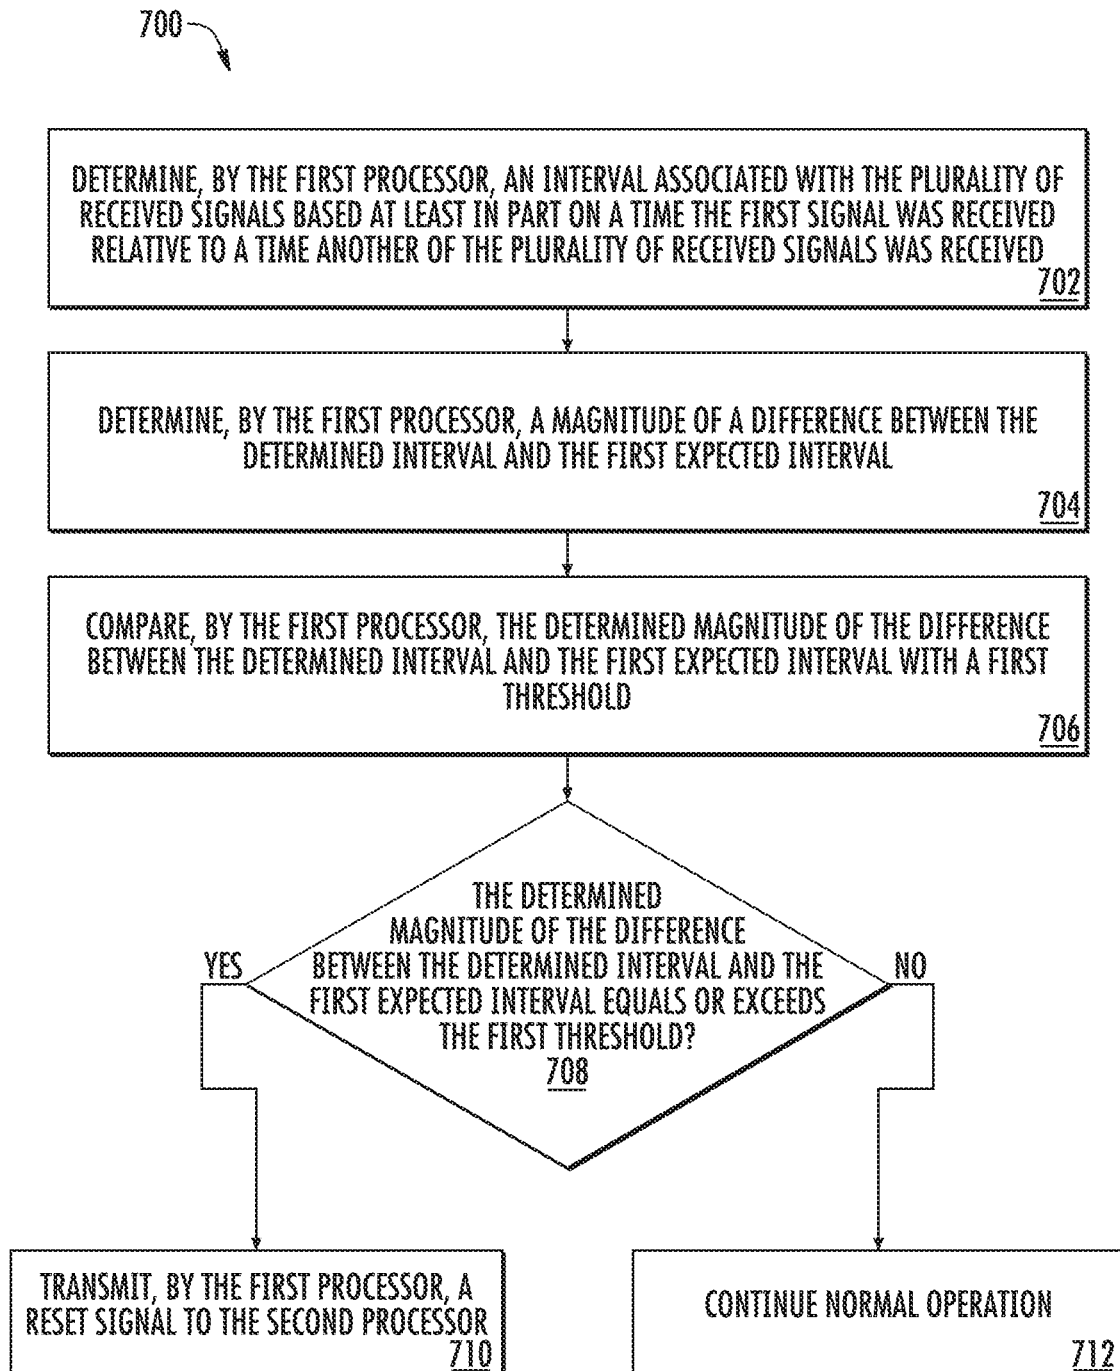 700
DETERMINE, BY THE FIRST PROCESSOR, AN INTERVAL ASSOCIATED WITH THE PLURALITY OF
RECEIVED SIGNALS BASED AT LEAST IN PART ON A TIME THE FIRST SIGNAL WAS RECEIVED
RELATIVE TO A TIME ANOTHER OF THE PLURALITY OF RECEIVED SIGNALS WAS RECEIVED
702
DETERMINE, BY THE FIRST PROCESSOR, A MAGNITUDE OF A DIFFERENCE BETWEEN THE
DETERMINED INTERVAL AND THE FIRST EXPECTED INTERVAL
704
COMPARE, BY THE FIRST PROCESSOR, THE DETERMINED MAGNITUDE OF THE DIFFERENCE
BETWEEN THE DETERMINED INTERVAL AND THE FIRST EXPECTED INTERVAL WITH A FIRST
THRESHOLD
706
THE DETERMINED
MAGNITUDE OF THE DIFFERENCE
BETWEEN THE DETERMINED INTERVAL AND THE
FIRST EXPECTED INTERVAL EQUALS OR EXCEEDS
THE FIRST THRESHOLD?
708
YES
NO
TRANSMIT, BY THE FIRST PROCESSOR, A
RESET SIGNAL TO THE SECOND PROCESSOR
710
CONTINUE NORMAL OPERATION
712